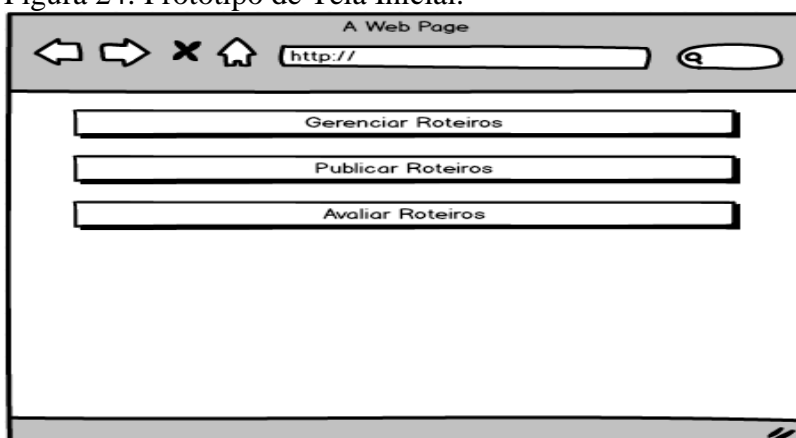 Figura 24: Protótipo de Tela Inicial.
A Web Page
http://
Gerenciar Roteiros
Publicar Roteiros
Avaliar Roteiros